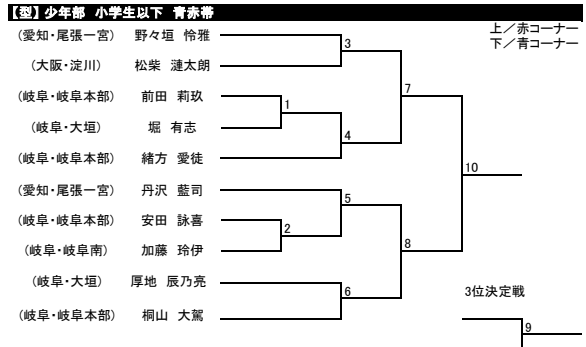 【型】 少年部 小学生以下 青赤帯
上／赤コーナー
下／青コーナー
(愛知・尾張一宮) 野々垣 怜雅
3
(大阪・淀川) 松柴 漣太朗
7
(岐阜・岐阜本部) 前田 莉玖
1
(岐阜・大垣) 堀 有志
4
(岐阜・岐阜本部) 緒方 愛徒
10
(愛知・尾張一宮) 丹沢 藍司
5
(岐阜・岐阜本部) 安田 詠喜
2
(岐阜・岐阜南) 加藤 玲伊
8
(岐阜・大垣) 厚地 辰乃亮
6
3位決定戦
(岐阜・岐阜本部) 桐山 大駕
9